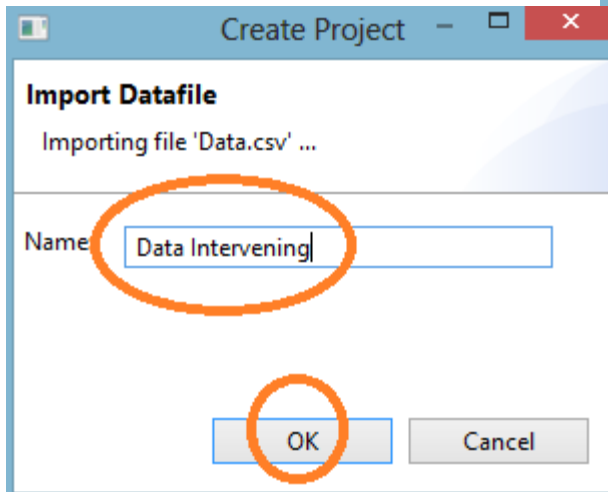 Create Project
Import Datafile
Importing file 'Data.csv' ...
Name:
Data Intervening
OK
Cancel